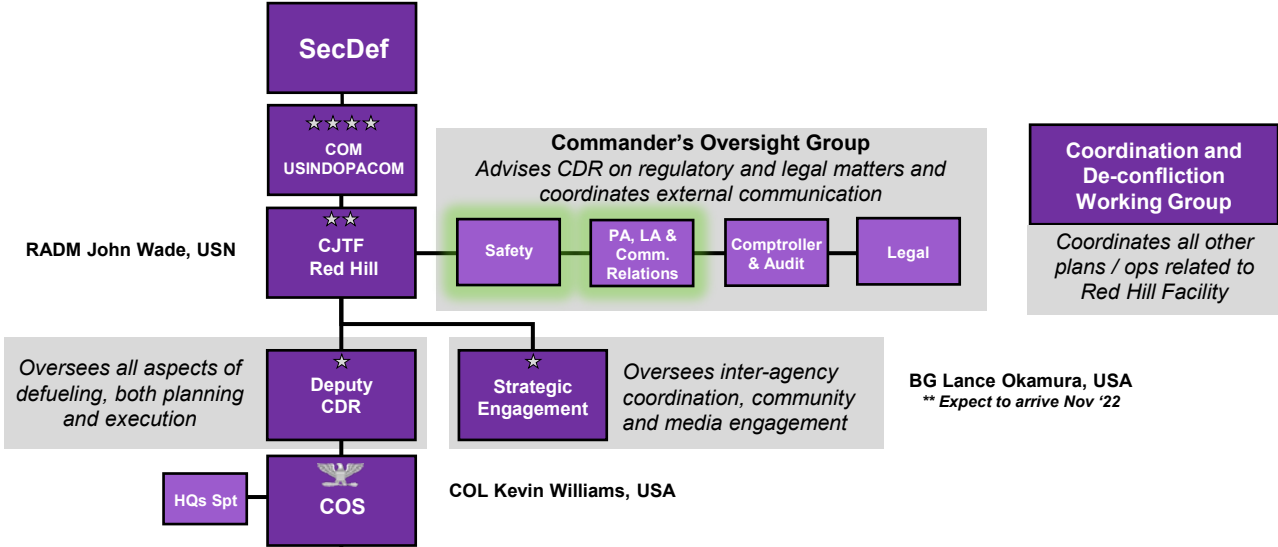 SecDef
COM
USINDOPACOM
Commander's Oversight Group
Advises CDR on regulatory and legal matters and
coordinates external communication
Coordination and
De-confliction
Working Group
Coordinates all other
plans / ops related to
Red Hill Facility
RADM John Wade, USN
CJTF
Red Hill
Safety
PA, LA &
Comm.
Relations
Comptroller
& Audit
Legal
Oversees all aspects of
defueling, both planning
and execution
Deputy
CDR
Strategic
Engagement
Oversees inter-agency
coordination, community
and media engagement
BG Lance Okamura, USA
** Expect to arrive Nov ‘22
HQs Spt
COS
COL Kevin Williams, USA